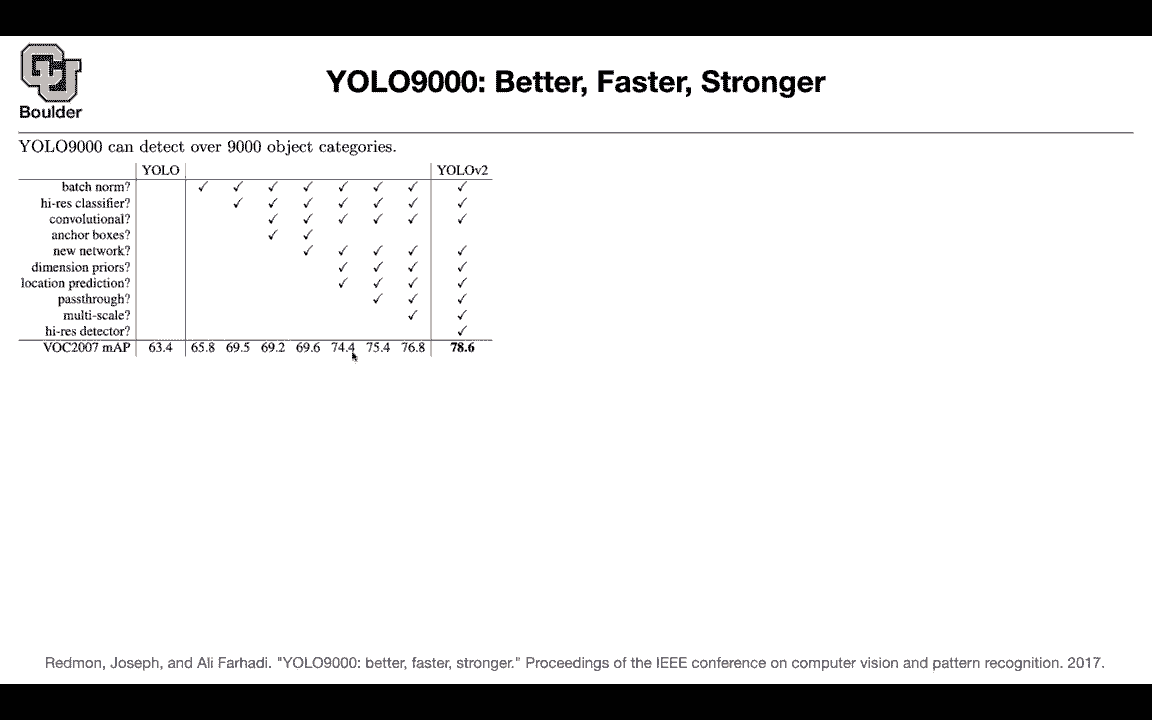 CU
Boulder
YOLO9000: Better, Faster, Stronger
YOLO9000 can detect over 9000 object categories.
YOLO YOLOv2
batch norm? ✓ ✓ ✓ ✓ ✓ ✓ ✓ ✓
hi-res classifier? ✓ ✓ ✓ ✓ ✓ ✓ ✓
convolutional? ✓ ✓ ✓ ✓ ✓ ✓
anchor boxes? ✓ ✓
new network? ✓ ✓ ✓ ✓ ✓
dimension priors? ✓ ✓ ✓ ✓
location prediction? ✓ ✓ ✓ ✓
passthrough? ✓ ✓ ✓
multi-scale? ✓ ✓
hi-res detector? ✓
VOC2007 mAP 63.4 65.8 69.5 69.2 69.6 74.4 75.4 76.8 78.6
Redmon, Joseph, and Ali Farhadi. "YOLO9000: better, faster, stronger." Proceedings of the IEEE conference on computer vision and pattern recognition. 2017.